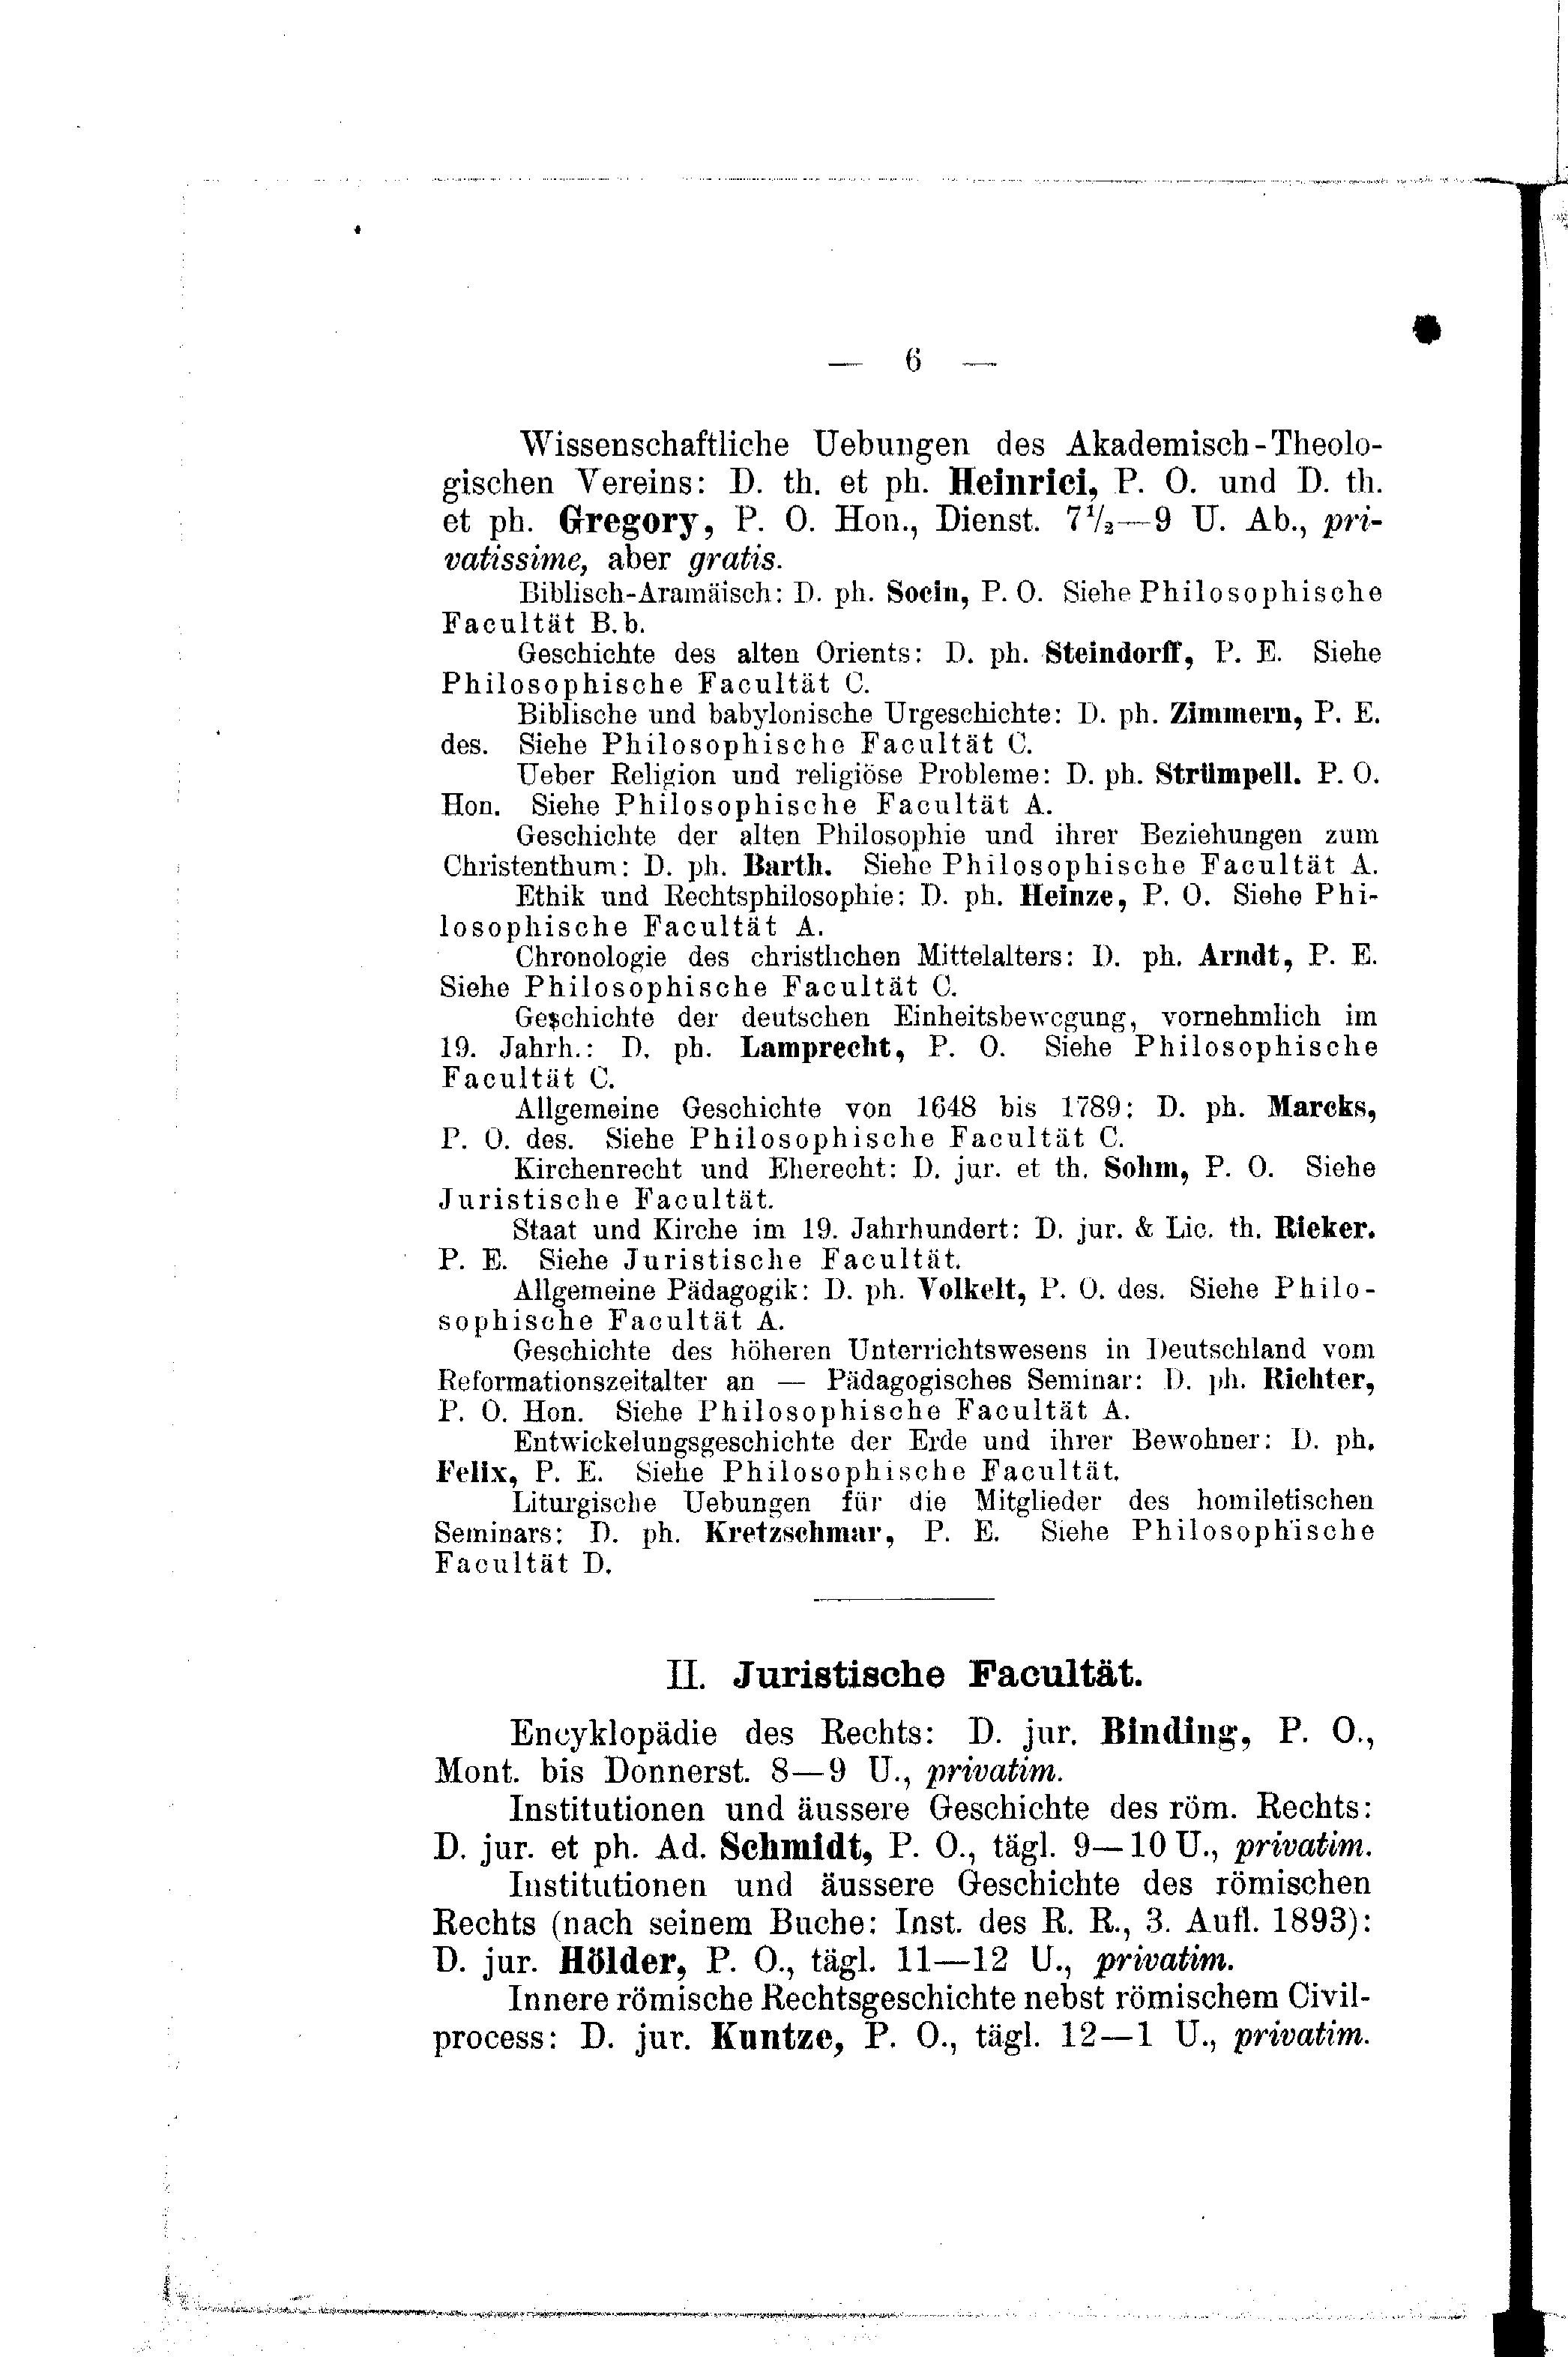 — 6 —
Wissenschaftliche Uebungen des Akademisch-Theolo-
gischen Vereins: D. th. et ph. Heinrici, P. O. und D. th.
et ph. Gregory, P. O. Hon., Dienst. 7½—9 U. Ab., pri-
vatissime, aber gratis.
Biblisch-Aramäisch: D. ph. Socin, P. O. Siehe Philosophische
Facultät B. b.
Geschichte des alten Orients: D. ph. Steindorff, P. E. Siehe
Philosophische Facultät C.
Biblische und babylonische Urgeschichte: D. ph. Zimmern, P. E.
des. Siehe Philosophische Facultät C.
Ueber Religion und religiöse Probleme: D. ph. Strümpell. P. O.
Hon. Siehe Philosophische Facultät A.
Geschichte der alten Philosophie und ihrer Beziehungen zum
Christenthum: D. ph. Barth. Siehe Philosophische Facultät A.
Ethik und Rechtsphilosophie: D. ph. Heinze, P. O. Siehe Phi-
losophische Facultät A.
Chronologie des christlichen Mittelalters: D. ph. Arndt, P. E.
Siehe Philosophische Facultät C.
Geschichte der deutschen Einheitsbewegung, vornehmlich im
19. Jahrh.: D. ph. Lamprecht, P. O. Siehe Philosophische
Facultät C.
Allgemeine Geschichte von 1648 bis 1789: D. ph. Marcks,
P. O. des. Siehe Philosophische Facultät C.
Kirchenrecht und Eherecht: D. jur. et th. Sohm, P. O. Siehe
Juristische Facultät.
Staat und Kirche im 19. Jahrhundert: D. jur. & Lic. th. Rieker.
P. E. Siehe Juristische Facultät.
Allgemeine Pädagogik: D. ph. Volkelt, P. O. des. Siehe Philo-
sophische Facultät A.
Geschichte des höheren Unterrichtswesens in Deutschland vom
Reformationszeitalter an — Pädagogisches Seminar: D. ph. Richter,
P. O. Hon. Siehe Philosophische Facultät A.
Entwickelungsgeschichte der Erde und ihrer Bewohner: D. ph.
Felix, P. E. Siehe Philosophische Facultät.
Liturgische Uebungen für die Mitglieder des homiletischen
Seminars: D. ph. Kretzschmar, P. E. Siehe Philosophische
Facultät D.
II. Juristische Facultät.
Encyklopädie des Rechts: D. jur. Binding, P. O.,
Mont. bis Donnerst. 8—9 U., privatim.
Institutionen und äussere Geschichte des röm. Rechts:
D. jur. et ph. Ad. Schmidt, P. O., tägl. 9—10 U., privatim.
Institutionen und äussere Geschichte des römischen
Rechts (nach seinem Buche: Inst. des R. R., 3. Aufl. 1893):
D. jur. Hölder, P. O., tägl. 11—12 U., privatim.
Innere römische Rechtsgeschichte nebst römischem Civil-
process: D. jur. Kuntze, P. O., tägl. 12—1 U., privatim.